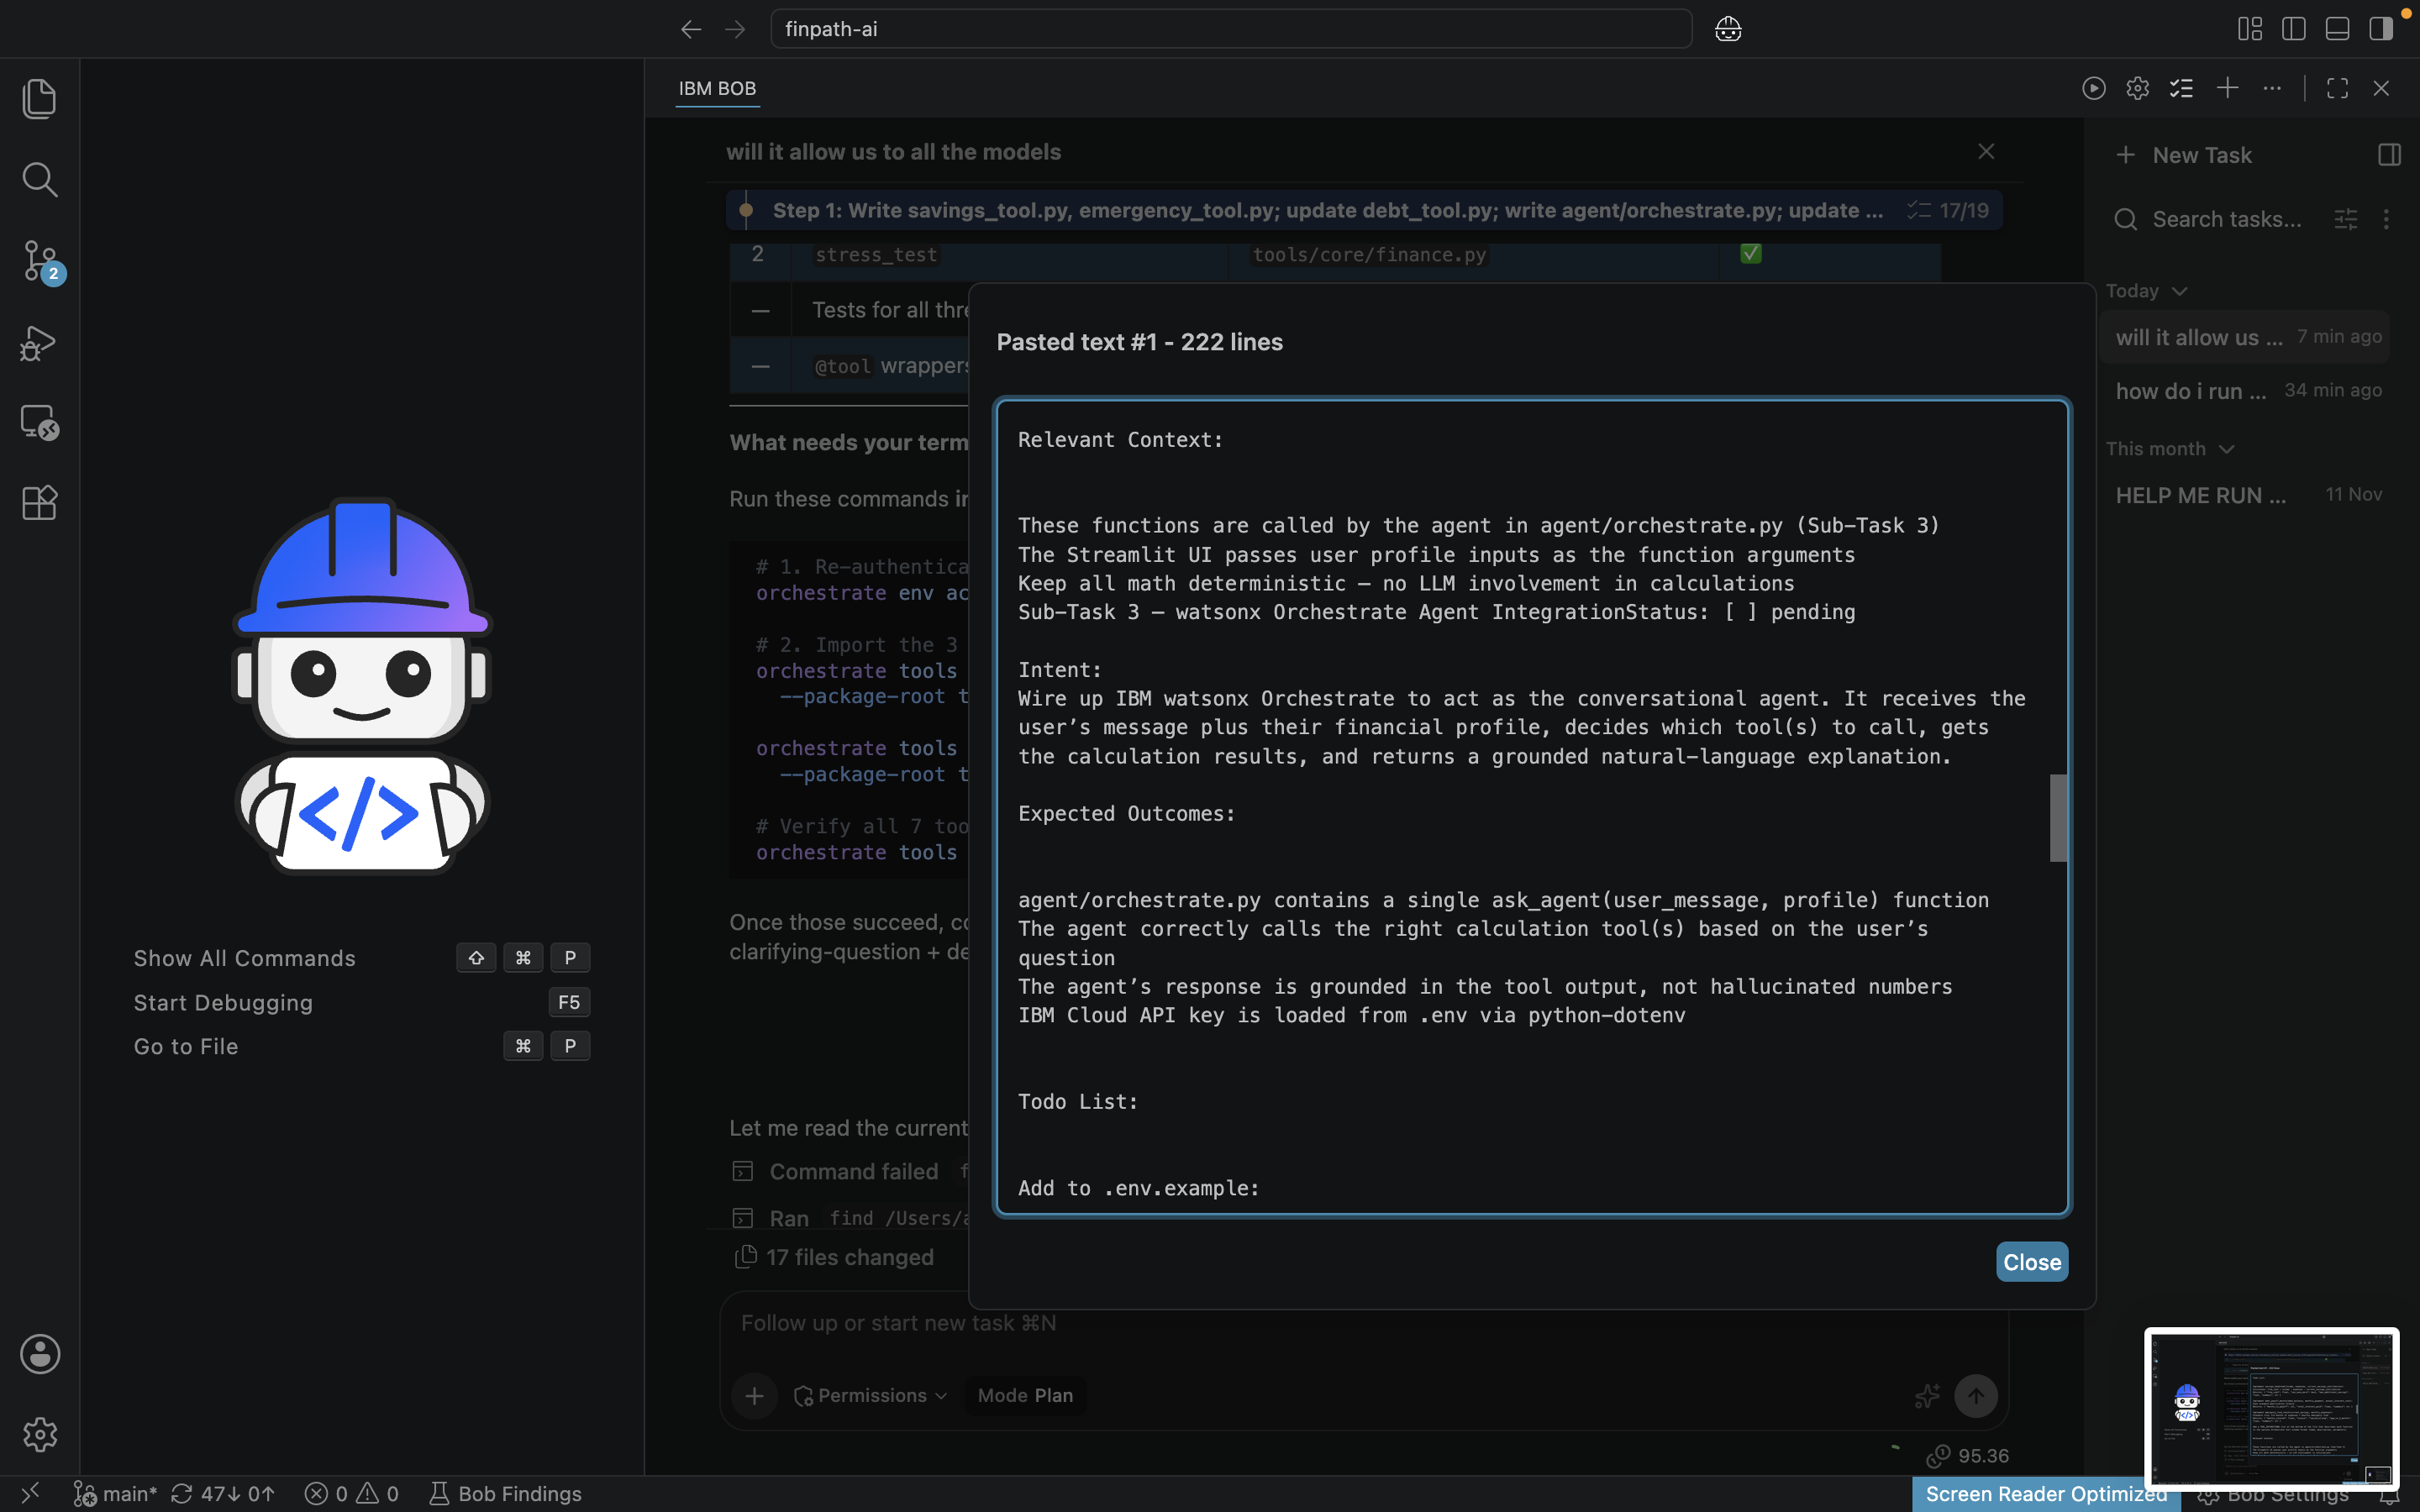 finpath-ai
IBM BOB
will it allow us to all the models
Step 1: Write savings_tool.py, emergency_tool.py; update debt_tool.py; write agent/orchestrate.py; update ... 17/19
2 stress_test tools/core/finance.py ✅
— Tests for all thre
— @tool wrappers
What needs your term
Run these commands in
# 1. Re-authentica
orchestrate env ac
# 2. Import the 3
orchestrate tools
--package-root t
orchestrate tools
--package-root t
# Verify all 7 too
orchestrate tools
Once those succeed, co
clarifying-question + de
Let me read the current
Command failed f
Ran find /Users/a
17 files changed
Follow up or start new task ⌘N
Permissions
Mode Plan
95.36
Pasted text #1 - 222 lines
Relevant Context:
These functions are called by the agent in agent/orchestrate.py (Sub-Task 3)
The Streamlit UI passes user profile inputs as the function arguments
Keep all math deterministic — no LLM involvement in calculations
Sub-Task 3 — watsonx Orchestrate Agent IntegrationStatus: [ ] pending
Intent:
Wire up IBM watsonx Orchestrate to act as the conversational agent. It receives the
user’s message plus their financial profile, decides which tool(s) to call, gets
the calculation results, and returns a grounded natural-language explanation.
Expected Outcomes:
agent/orchestrate.py contains a single ask_agent(user_message, profile) function
The agent correctly calls the right calculation tool(s) based on the user’s
question
The agent’s response is grounded in the tool output, not hallucinated numbers
IBM Cloud API key is loaded from .env via python-dotenv
Todo List:
Add to .env.example:
Close
New Task
Search tasks...
Today
will it allow us ... 7 min ago
how do i run ... 34 min ago
This month
HELP ME RUN ... 11 Nov
2
</>
Show All Commands ⇧ ⌘ P
Start Debugging F5
Go to File ⌘ P
main* 47↓ 0↑ 0 0 Bob Findings
Screen Reader Optimized
Bob Settings